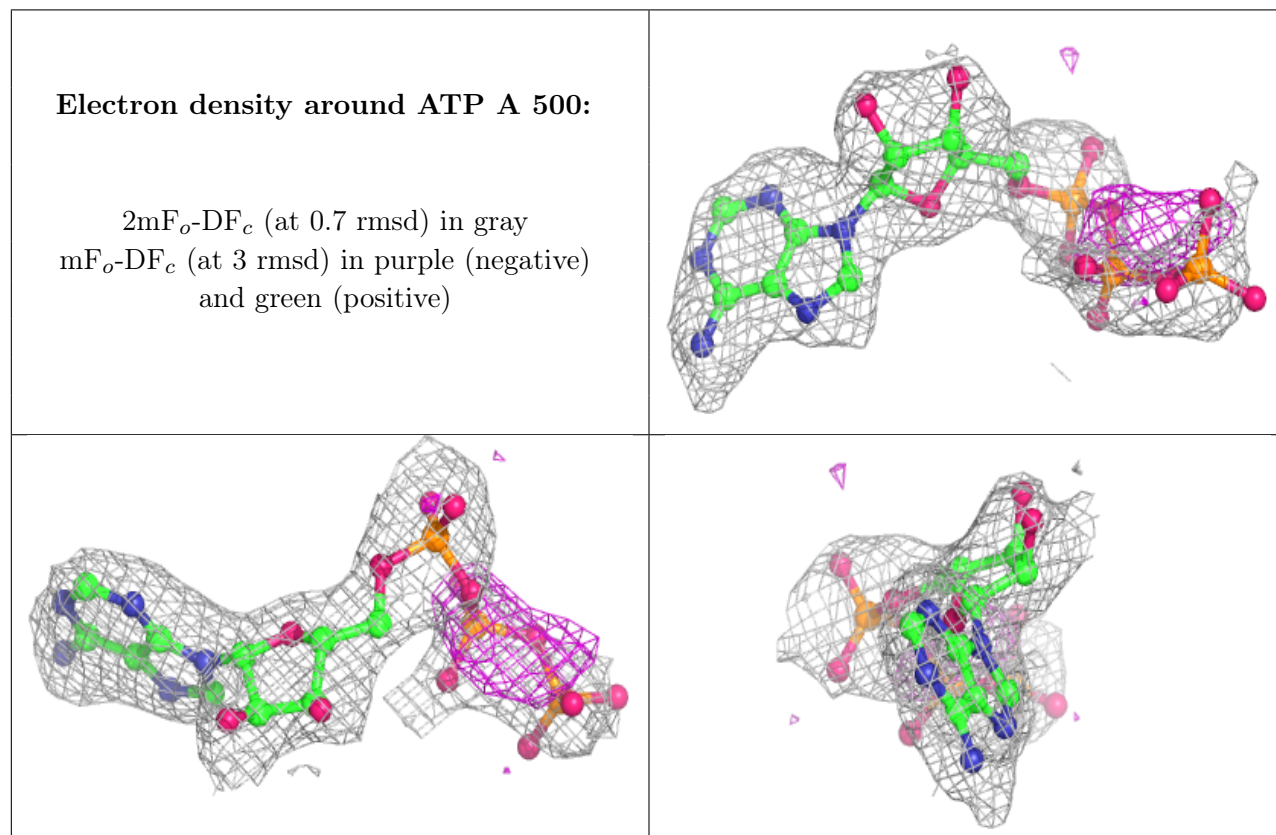 Electron density around ATP A 500:
2mFo-DFc (at 0.7 rmsd) in gray
mFo-DFc (at 3 rmsd) in purple (negative)
and green (positive)